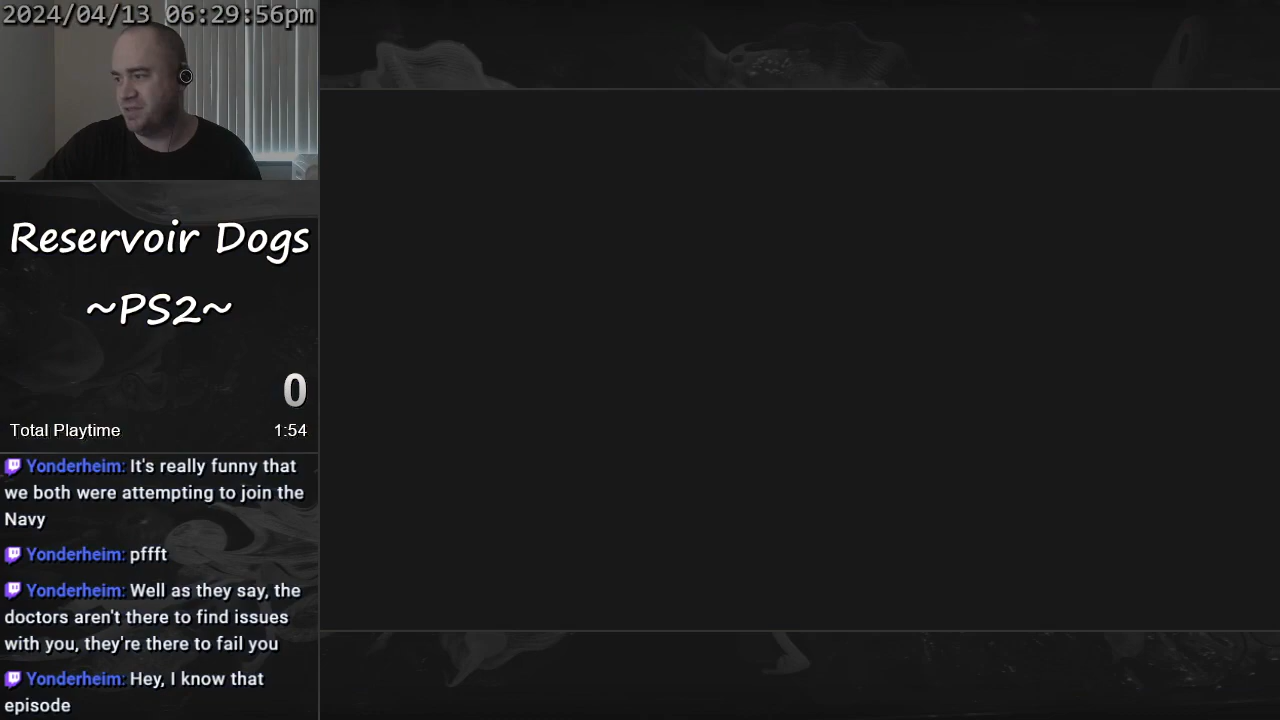 2024/04/13 06:29:56pm
Reservoir Dogs
~PS2~
0
Total Playtime 1:54
Yonderheim: It's really funny that
we both were attempting to join the
Navy
Yonderheim: pffft
Yonderheim: Well as they say, the
doctors aren't there to find issues
with you, they're there to fail you
Yonderheim: Hey, I know that
episode